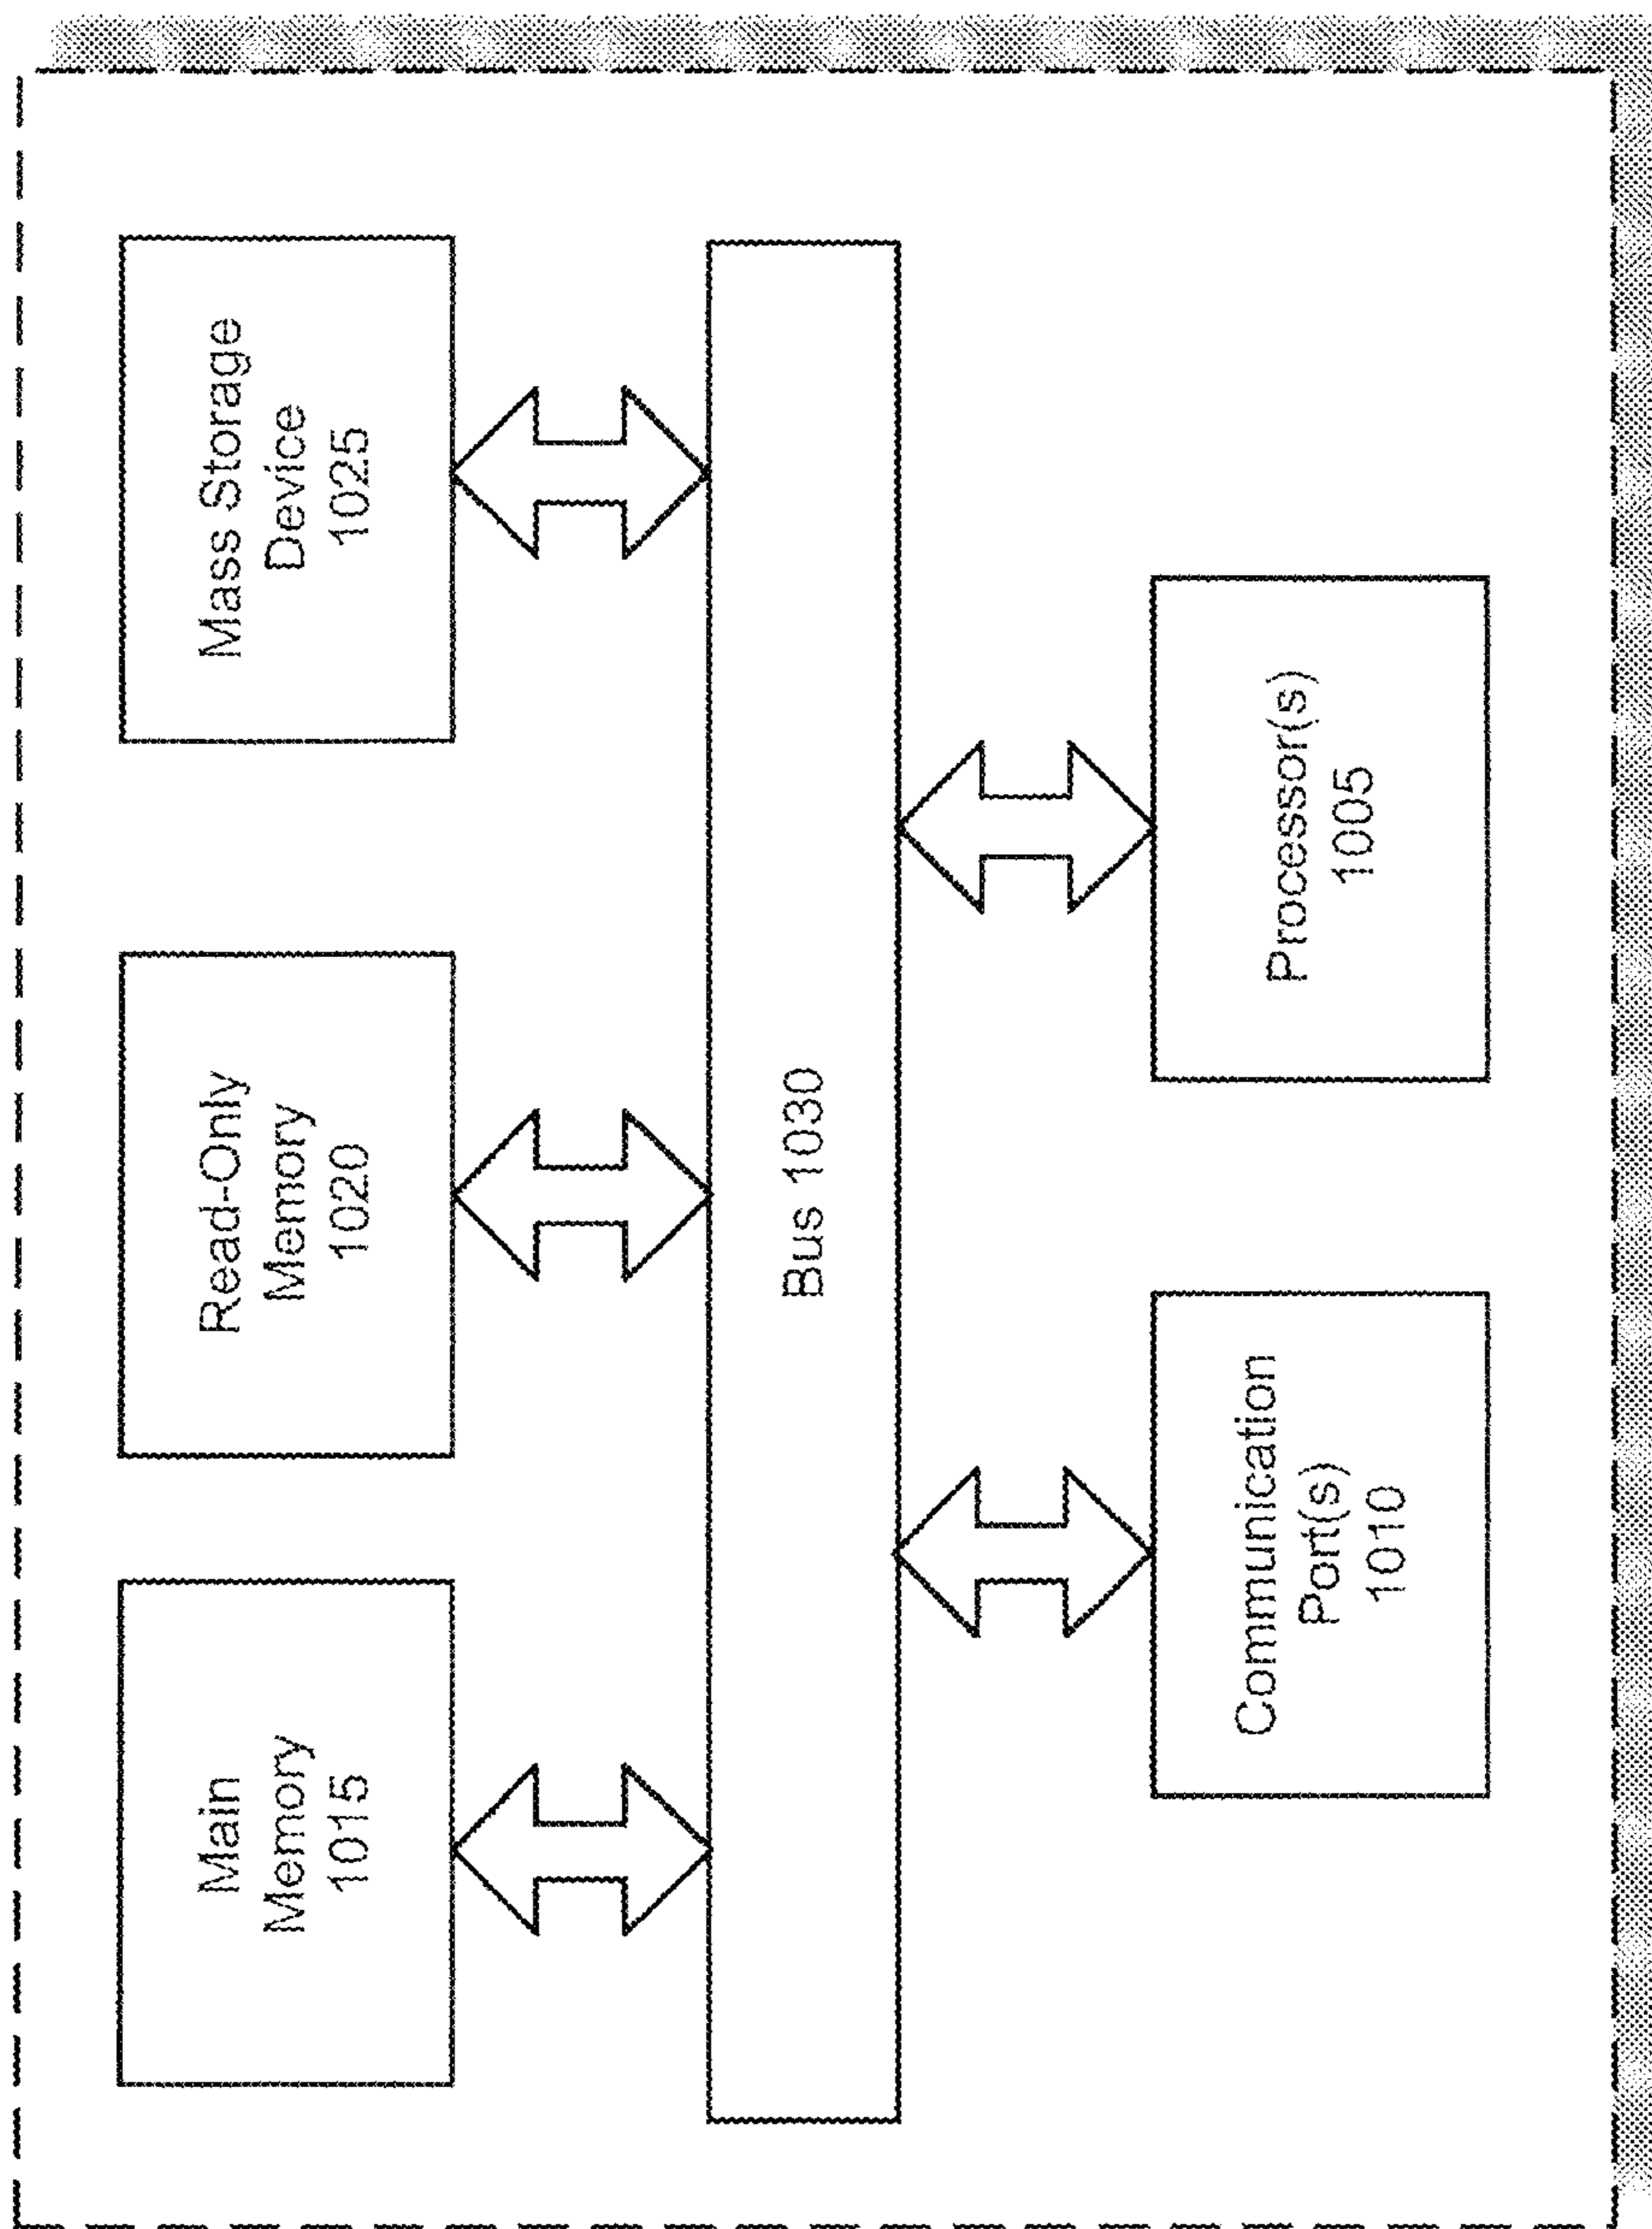 Main
Memory
1015
Read-Only
Memory
1020
Mass Storage
Device
1025
Bus 1030
Communication
Port(s)
1010
Processor(s)
1005